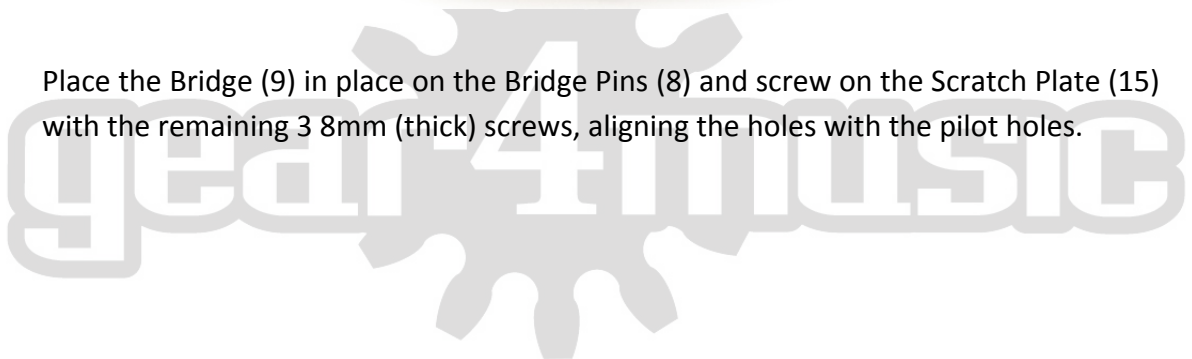 Place the Bridge (9) in place on the Bridge Pins (8) and screw on the Scratch Plate (15)
with the remaining 3 8mm (thick) screws, aligning the holes with the pilot holes.
gear4music